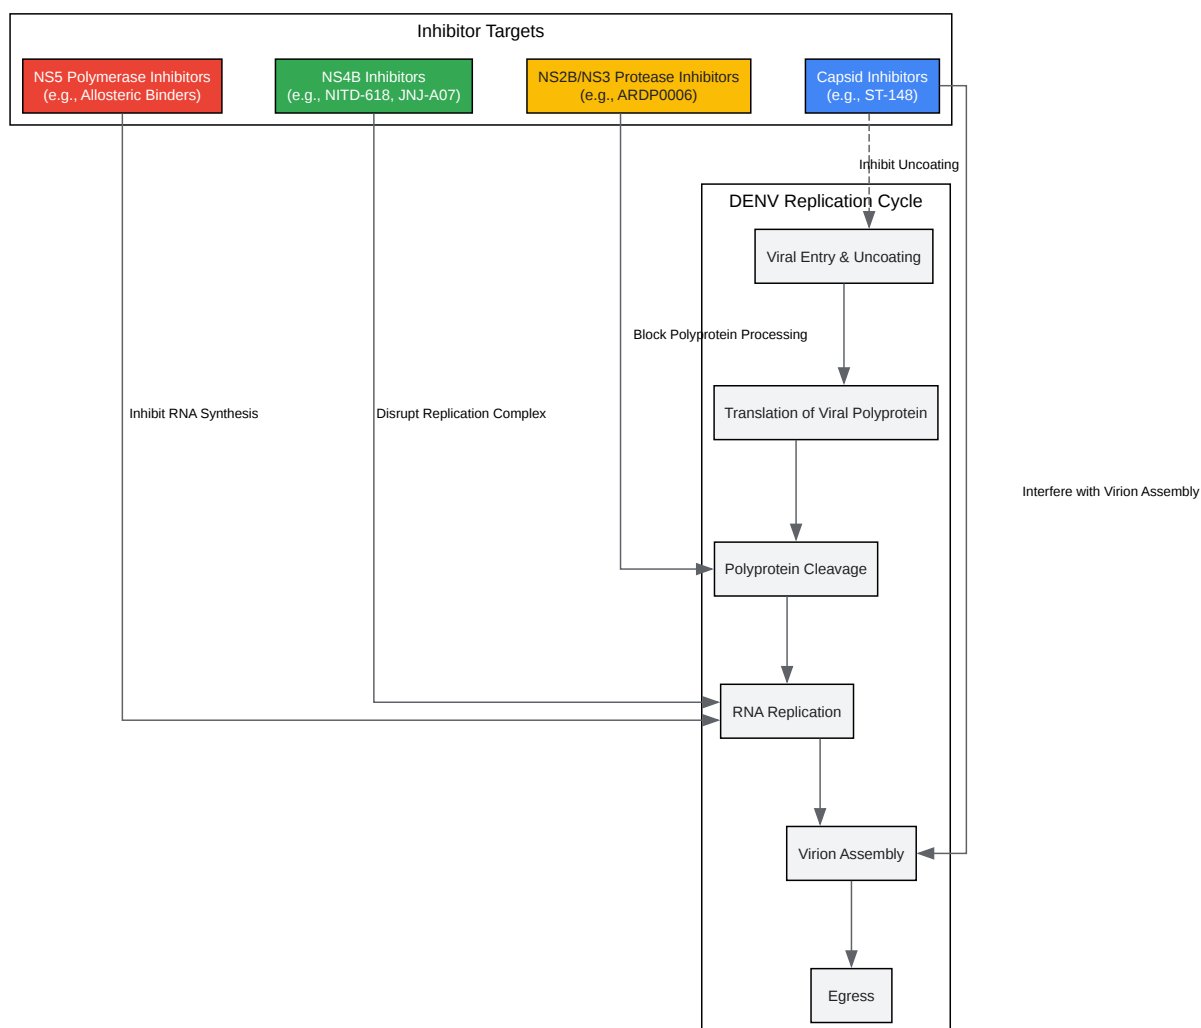 Inhibitor Targets
NS5 Polymerase Inhibitors
(e.g., Allosteric Binders)
NS4B Inhibitors
(e.g., NITD-618, JNJ-A07)
NS2B/NS3 Protease Inhibitors
(e.g., ARDP0006)
Capsid Inhibitors
(e.g., ST-148)
Inhibit Uncoating
DENV Replication Cycle
Viral Entry & Uncoating
Block Polyprotein Processing
Inhibit RNA Synthesis
Disrupt Replication Complex
Translation of Viral Polyprotein
Interfere with Virion Assembly
Polyprotein Cleavage
RNA Replication
Virion Assembly
Egress